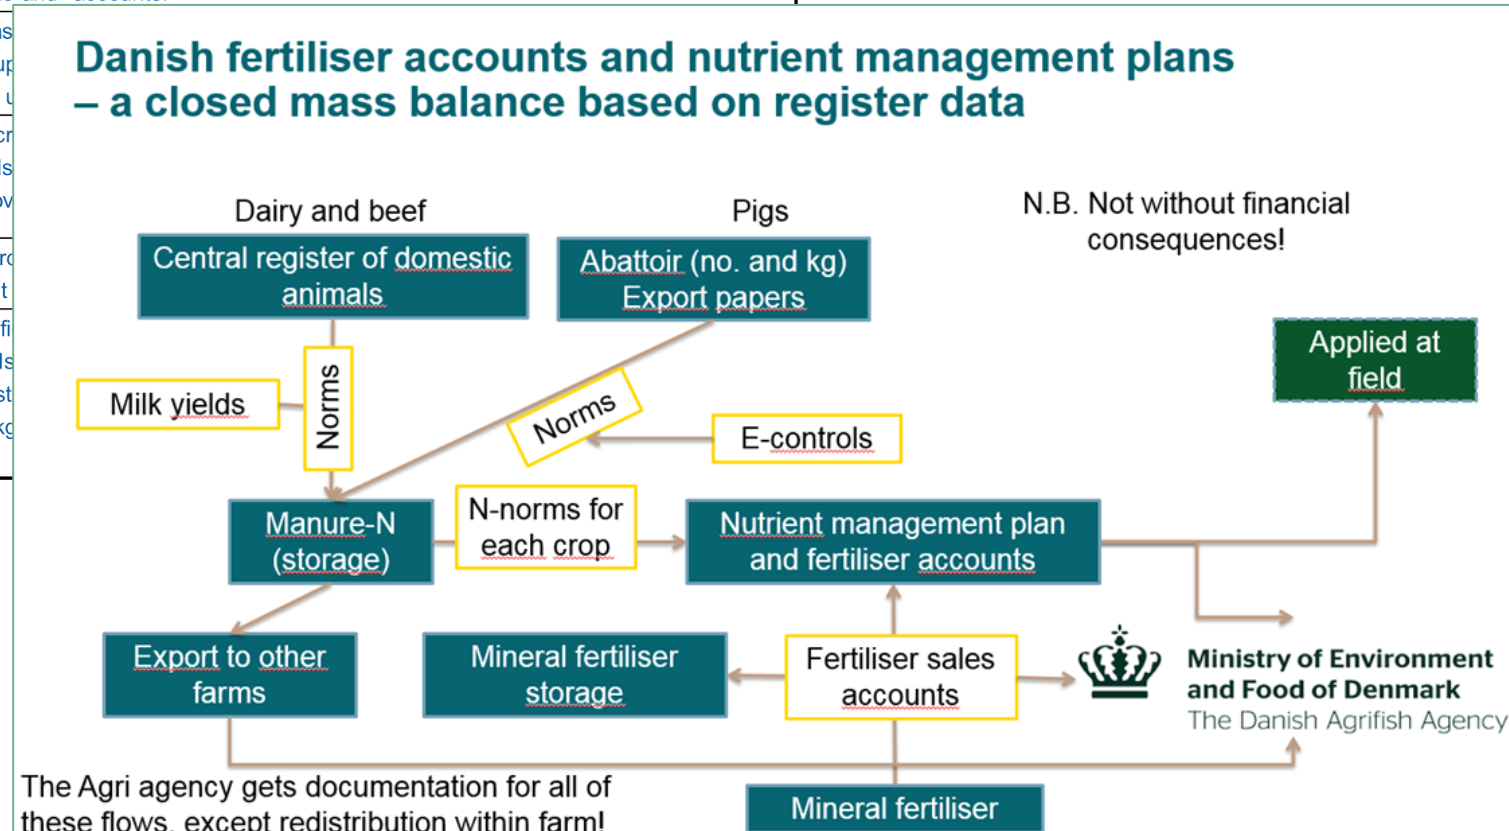 Danish fertiliser accounts and nutrient management plans
– a closed mass balance based on register data
Dairy and beef
Pigs
N.B. Not without financial
consequences!
Central register of domestic
animals
Abattoir (no. and kg)
Export papers
Applied at
field
Milk yields
Norms
Norms
E-controls
Manure-N
(storage)
N-norms for
each crop
Nutrient management plan
and fertiliser accounts
Export to other
farms
Mineral fertiliser
storage
Fertiliser sales
accounts
Ministry of Environment
and Food of Denmark
The Danish Agrifish Agency
The Agri agency gets documentation for all of
these flows, except redistribution within farm!
Mineral fertiliser